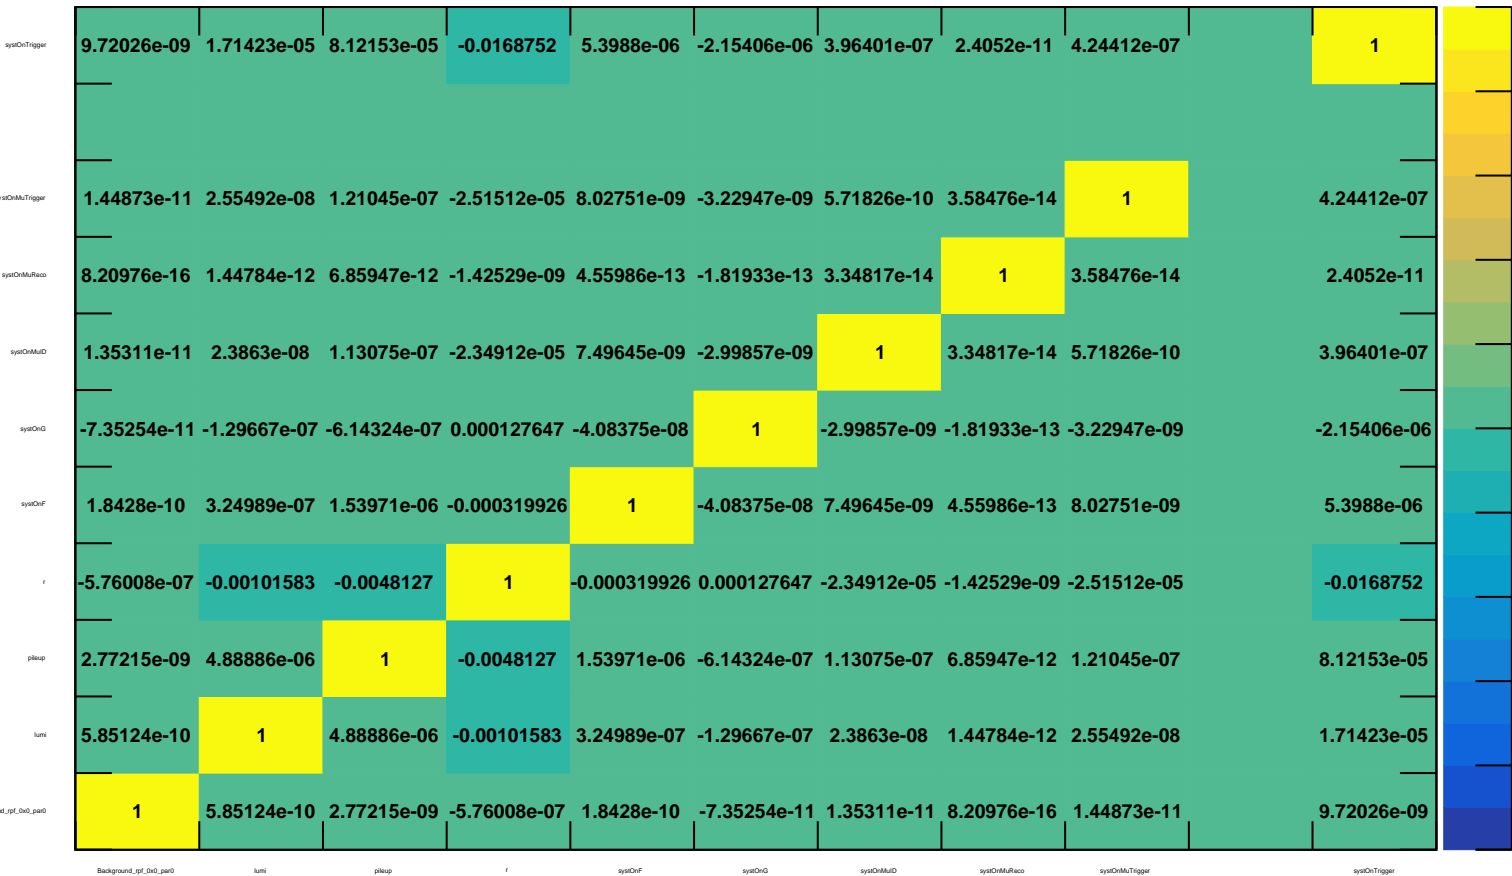 systOnTrigger 9.72026e-09 1.71423e-05 8.12153e-05 -0.0168752 5.3988e-06 -2.15406e-06 3.96401e-07 2.4052e-11 4.24412e-07 1
stOnMuTrigger 1.44873e-11 2.55492e-08 1.21045e-07 -2.51512e-05 8.02751e-09 -3.22947e-09 5.71826e-10 3.58476e-14 1 4.24412e-07
systOnMuReco 8.20976e-16 1.44784e-12 6.85947e-12 -1.42529e-09 4.55986e-13 -1.81933e-13 3.34817e-14 1 3.58476e-14 2.4052e-11
systOnMuID 1.35311e-11 2.3863e-08 1.13075e-07 -2.34912e-05 7.49645e-09 -2.99857e-09 1 3.34817e-14 5.71826e-10 3.96401e-07
systOnG -7.35254e-11 -1.29667e-07 -6.14324e-07 0.000127647 -4.08375e-08 1 -2.99857e-09 -1.81933e-13 -3.22947e-09 -2.15406e-06
systOnF 1.8428e-10 3.24989e-07 1.53971e-06 -0.000319926 1 -4.08375e-08 7.49645e-09 4.55986e-13 8.02751e-09 5.3988e-06
r -5.76008e-07 -0.00101583 -0.0048127 1 -0.000319926 0.000127647 -2.34912e-05 -1.42529e-09 -2.51512e-05 -0.0168752
pileup 2.77215e-09 4.88886e-06 1 -0.0048127 1.53971e-06 -6.14324e-07 1.13075e-07 6.85947e-12 1.21045e-07 8.12153e-05
lumi 5.85124e-10 1 4.88886e-06 -0.00101583 3.24989e-07 -1.29667e-07 2.3863e-08 1.44784e-12 2.55492e-08 1.71423e-05
d_rpf_0x0_par0 1 5.85124e-10 2.77215e-09 -5.76008e-07 1.8428e-10 -7.35254e-11 1.35311e-11 8.20976e-16 1.44873e-11 9.72026e-09
Background_rpf_0x0_par0 lumi pileup r systOnF systOnG systOnMuID systOnMuReco systOnMuTrigger systOnTrigger